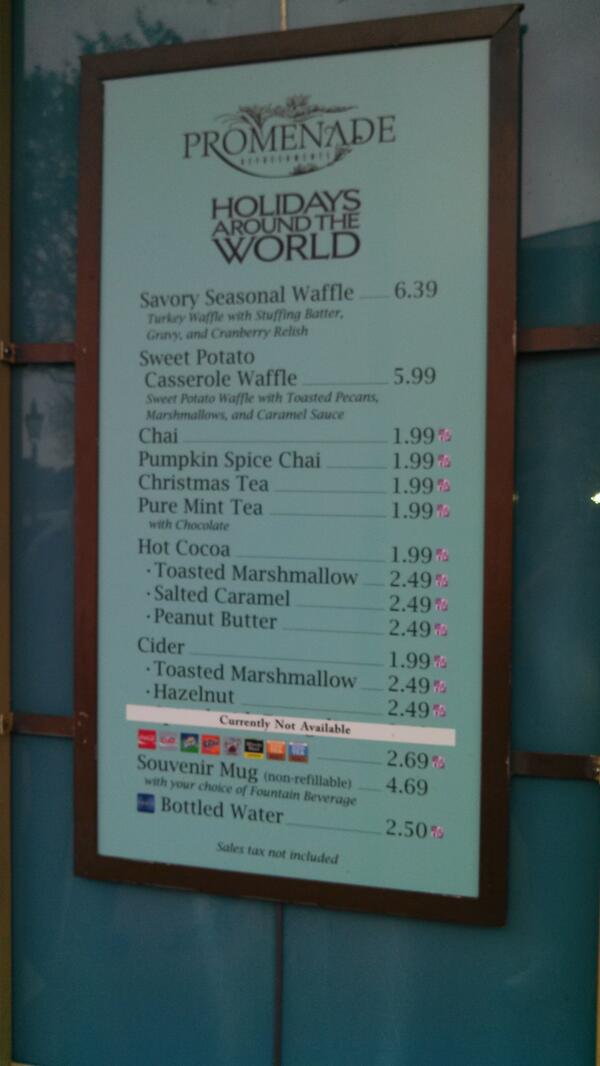 PROMENADE
REFRESHMENTS
HOLIDAYS
AROUND THE
WORLD
Savory Seasonal Waffle 6.39
Turkey Waffle with Stuffing Batter,
Gravy, and Cranberry Relish
Sweet Potato
Casserole Waffle 5.99
Sweet Potato Waffle with Toasted Pecans,
Marshmallows, and Caramel Sauce
Chai 1.99
Pumpkin Spice Chai 1.99
Christmas Tea 1.99
Pure Mint Tea 1.99
with Chocolate
Hot Cocoa 1.99
· Toasted Marshmallow 2.49
· Salted Caramel 2.49
· Peanut Butter 2.49
Cider 1.99
· Toasted Marshmallow 2.49
· Hazelnut 2.49
Currently Not Available
2.69
Souvenir Mug (non-refillable) 4.69
with your choice of Fountain Beverage
Bottled Water 2.50
Sales tax not included